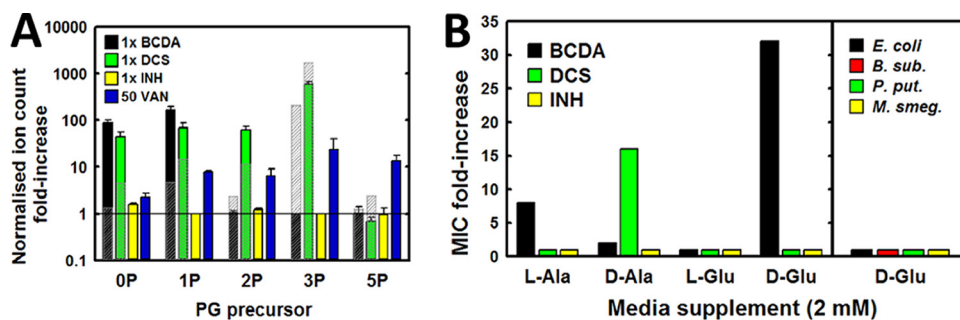 A
Normalised ion count
fold-increase
10000
1000
100
10
1
0.1
1x BCDA
1x DCS
1x INH
50 VAN
0P 1P 2P 3P 5P
PG precursor
B
MIC fold-increase
35
30
25
20
15
10
5
0
BCDA
DCS
INH
E. coli
B. sub.
P. put.
M. smeg.
L-Ala D-Ala L-Glu D-Glu D-Glu
Media supplement (2 mM)